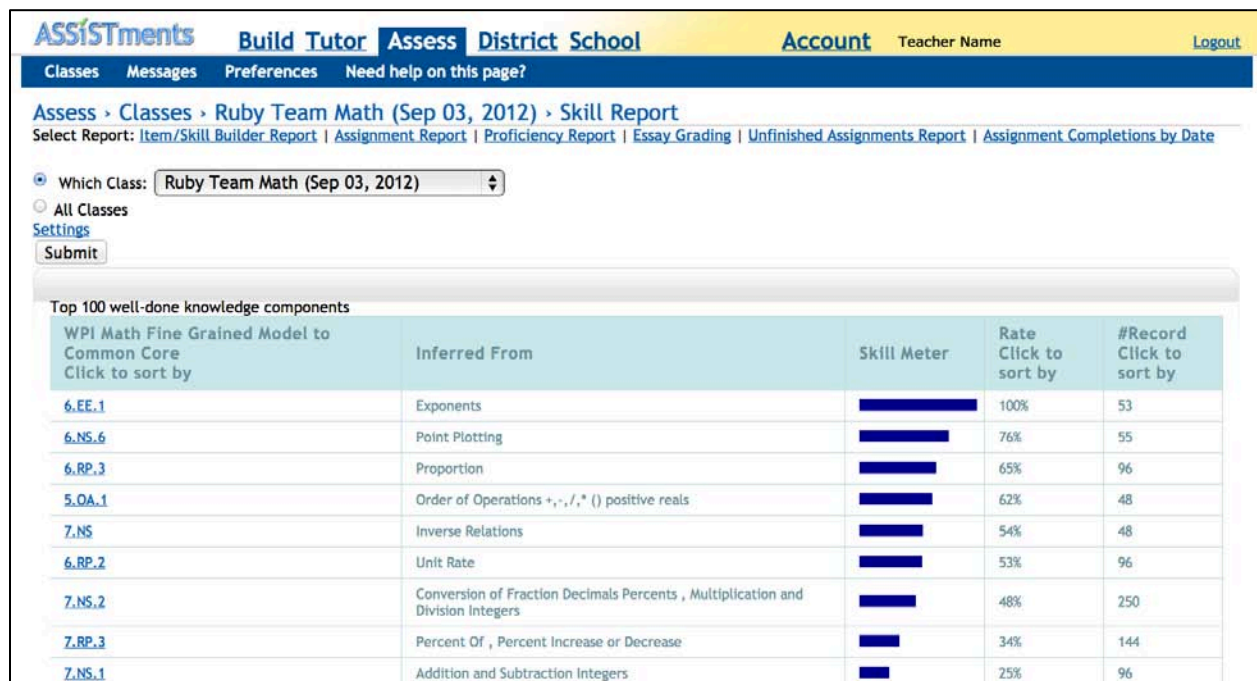 ASSiSTments Build Tutor Assess District School Account Teacher Name Logout
Classes Messages Preferences Need help on this page?
Assess › Classes › Ruby Team Math (Sep 03, 2012) › Skill Report
Select Report: Item/Skill Builder Report | Assignment Report | Proficiency Report | Essay Grading | Unfinished Assignments Report | Assignment Completions by Date
Which Class: Ruby Team Math (Sep 03, 2012)
All Classes
Settings
Submit
Top 100 well-done knowledge components
WPI Math Fine Grained Model to
Common Core
Click to sort by
Inferred From
Skill Meter
Rate
Click to
sort by
#Record
Click to
sort by
6.EE.1 Exponents 100% 53
6.NS.6 Point Plotting 76% 55
6.RP.3 Proportion 65% 96
5.OA.1 Order of Operations +,-,/,* () positive reals 62% 48
7.NS Inverse Relations 54% 48
6.RP.2 Unit Rate 53% 96
7.NS.2 Conversion of Fraction Decimals Percents , Multiplication and
Division Integers 48% 250
7.RP.3 Percent Of , Percent Increase or Decrease 34% 144
7.NS.1 Addition and Subtraction Integers 25% 96